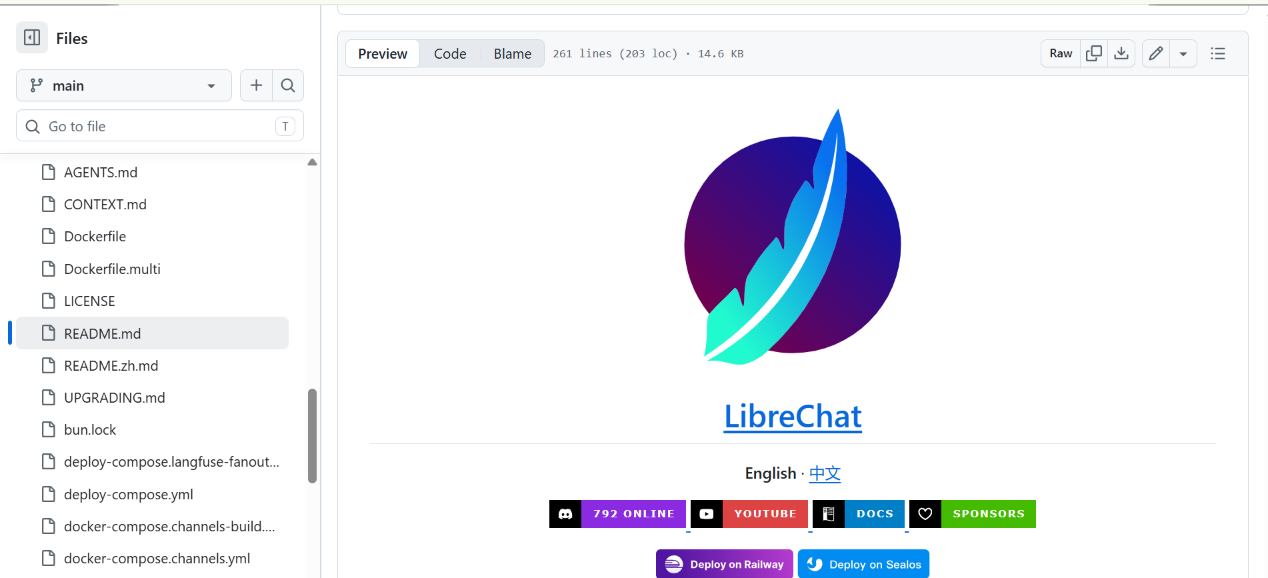 Files
main
Go to file
T
AGENTS.md
CONTEXT.md
Dockerfile
Dockerfile.multi
LICENSE
README.md
README.zh.md
UPGRADING.md
bun.lock
deploy-compose.langfuse-fanout...
deploy-compose.yml
docker-compose.channels-build....
docker-compose.channels.yml
Preview Code Blame 261 lines (203 loc) · 14.6 KB Raw
LibreChat
English · 中文
792 ONLINE YOUTUBE DOCS SPONSORS
Deploy on Railway Deploy on Sealos